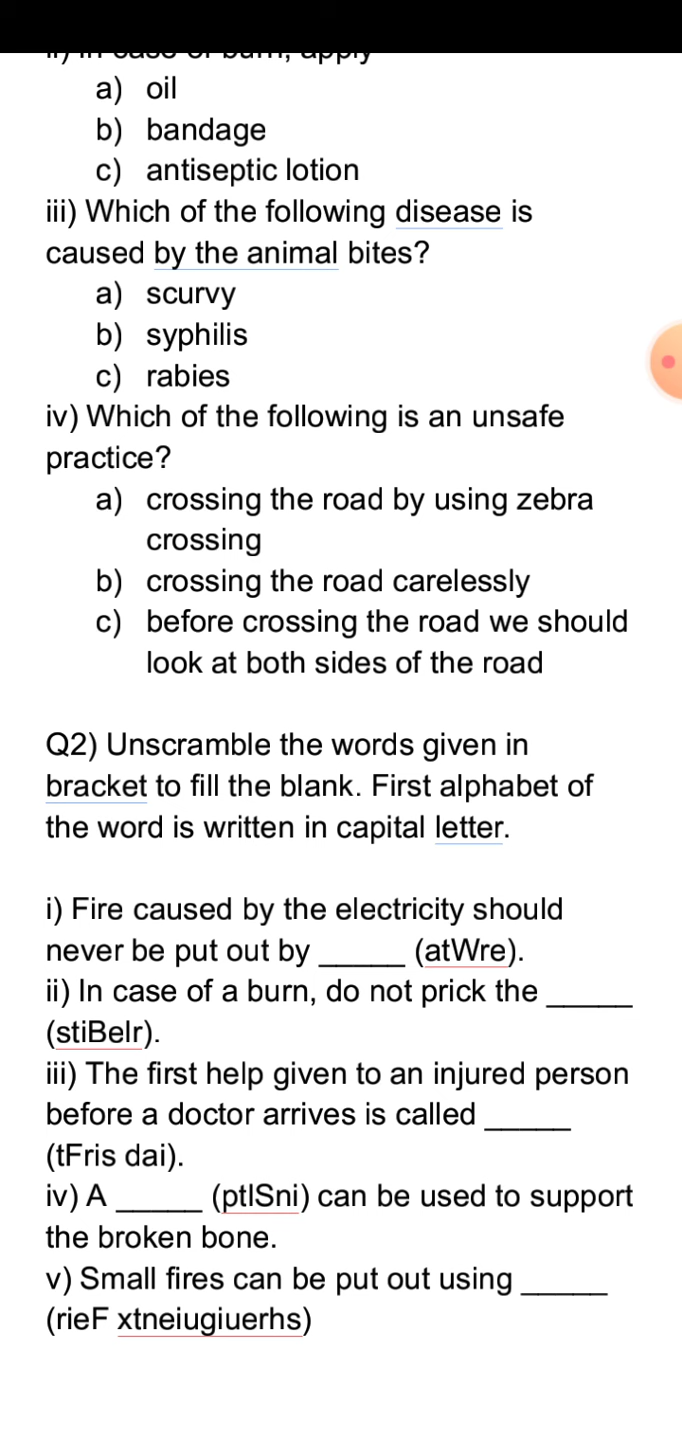 ii) In case of burn, apply
a) oil
b) bandage
c) antiseptic lotion
iii) Which of the following disease is
caused by the animal bites?
a) scurvy
b) syphilis
c) rabies
iv) Which of the following is an unsafe
practice?
a) crossing the road by using zebra
crossing
b) crossing the road carelessly
c) before crossing the road we should
look at both sides of the road
Q2) Unscramble the words given in
bracket to fill the blank. First alphabet of
the word is written in capital letter.
i) Fire caused by the electricity should
never be put out by _____ (atWre).
ii) In case of a burn, do not prick the _____
(stiBelr).
iii) The first help given to an injured person
before a doctor arrives is called _____
(tFris dai).
iv) A _____ (ptlSni) can be used to support
the broken bone.
v) Small fires can be put out using _____
(rieF xtneiugiuerhs)